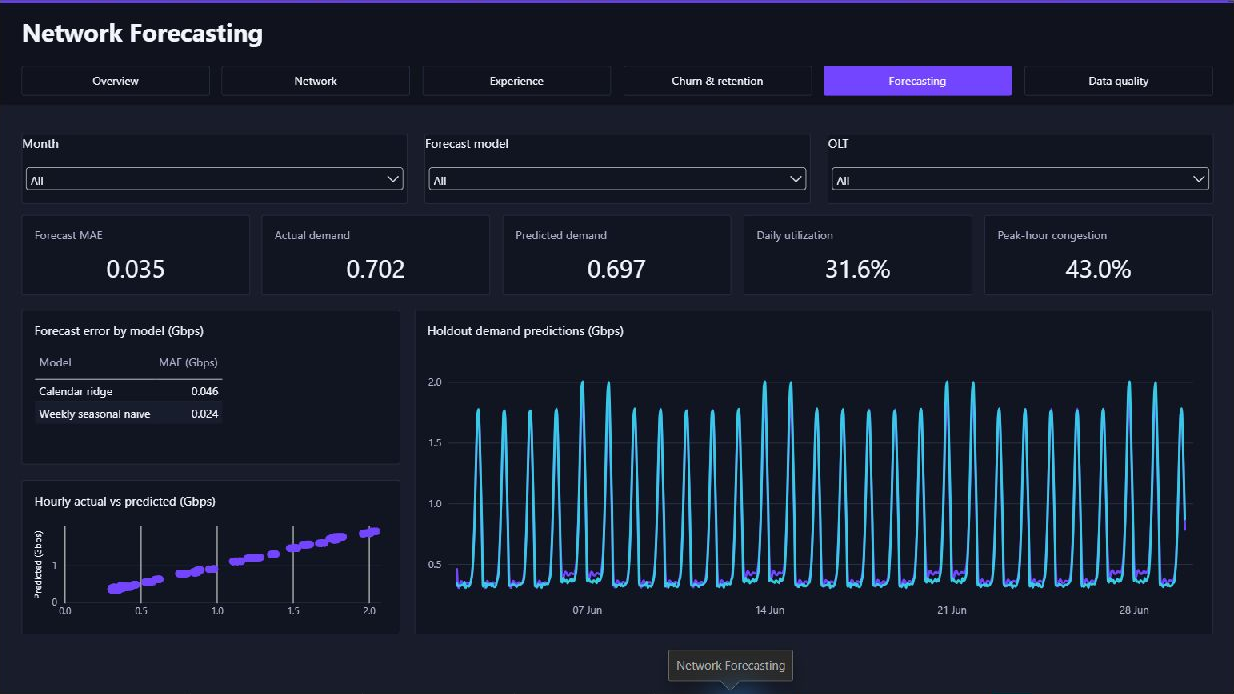 Network Forecasting
Overview
Network
Experience
Churn & retention
Forecasting
Data quality
Month
Forecast model
OLT
All
All
All
Forecast MAE
Actual demand
Predicted demand
Daily utilization
Peak-hour congestion
0.035
0.702
0.697
31.6%
43.0%
Forecast error by model (Gbps)
Model MAE (Gbps)
Calendar ridge 0.046
Weekly seasonal naive 0.024
Holdout demand predictions (Gbps)
2.0
1.5
1.0
0.5
07 Jun 14 Jun 21 Jun 28 Jun
Hourly actual vs predicted (Gbps)
Predicted (Gbps)
1
0
0.0 0.5 1.0 1.5 2.0
Network Forecasting